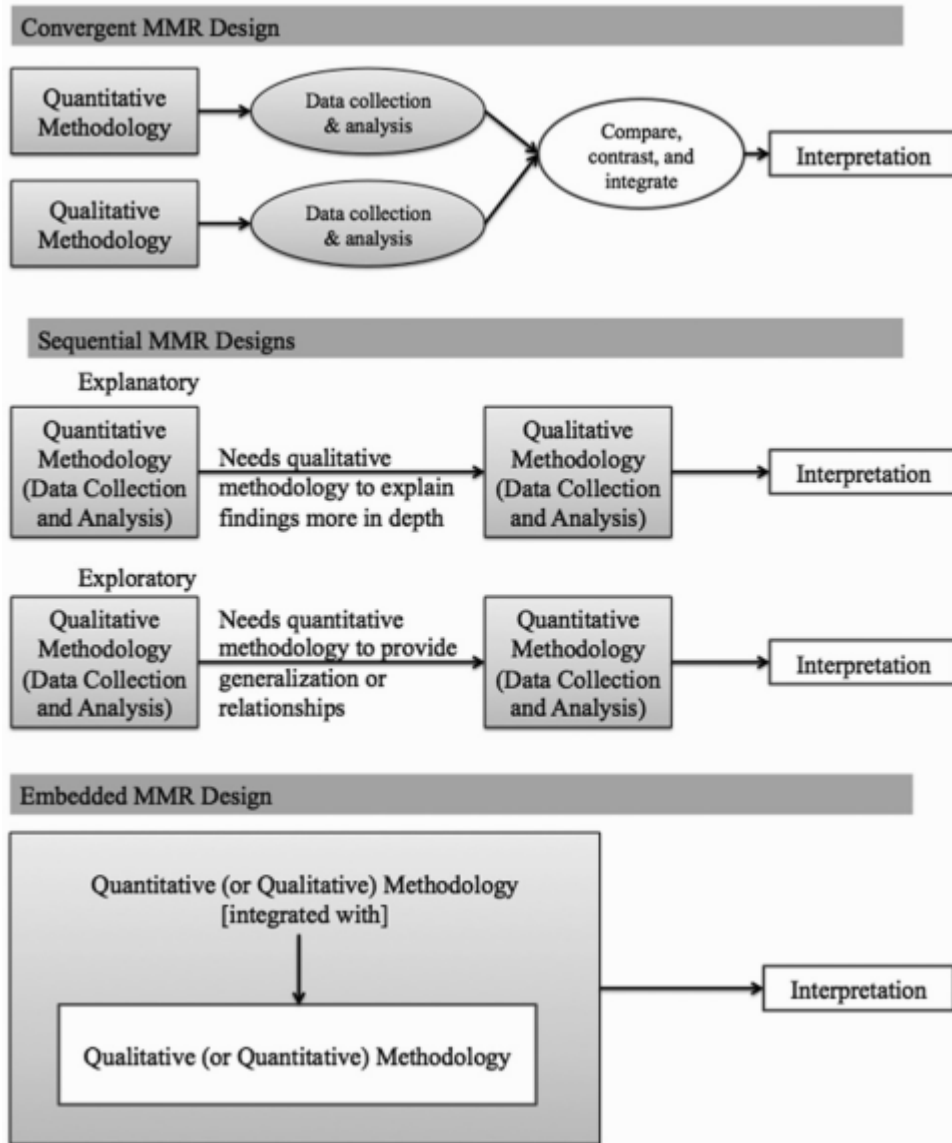 Convergent MMR Design
Quantitative
Methodology
Data collection
& analysis
Compare,
contrast, and
integrate
Interpretation
Qualitative
Methodology
Data collection
& analysis
Sequential MMR Designs
Explanatory
Quantitative
Methodology
(Data Collection
and Analysis)
Needs qualitative
methodology to explain
findings more in depth
Qualitative
Methodology
(Data Collection
and Analysis)
Interpretation
Exploratory
Qualitative
Methodology
(Data Collection
and Analysis)
Needs quantitative
methodology to provide
generalization or
relationships
Quantitative
Methodology
(Data Collection
and Analysis)
Interpretation
Embedded MMR Design
Quantitative (or Qualitative) Methodology
[integrated with]
Qualitative (or Quantitative) Methodology
Interpretation